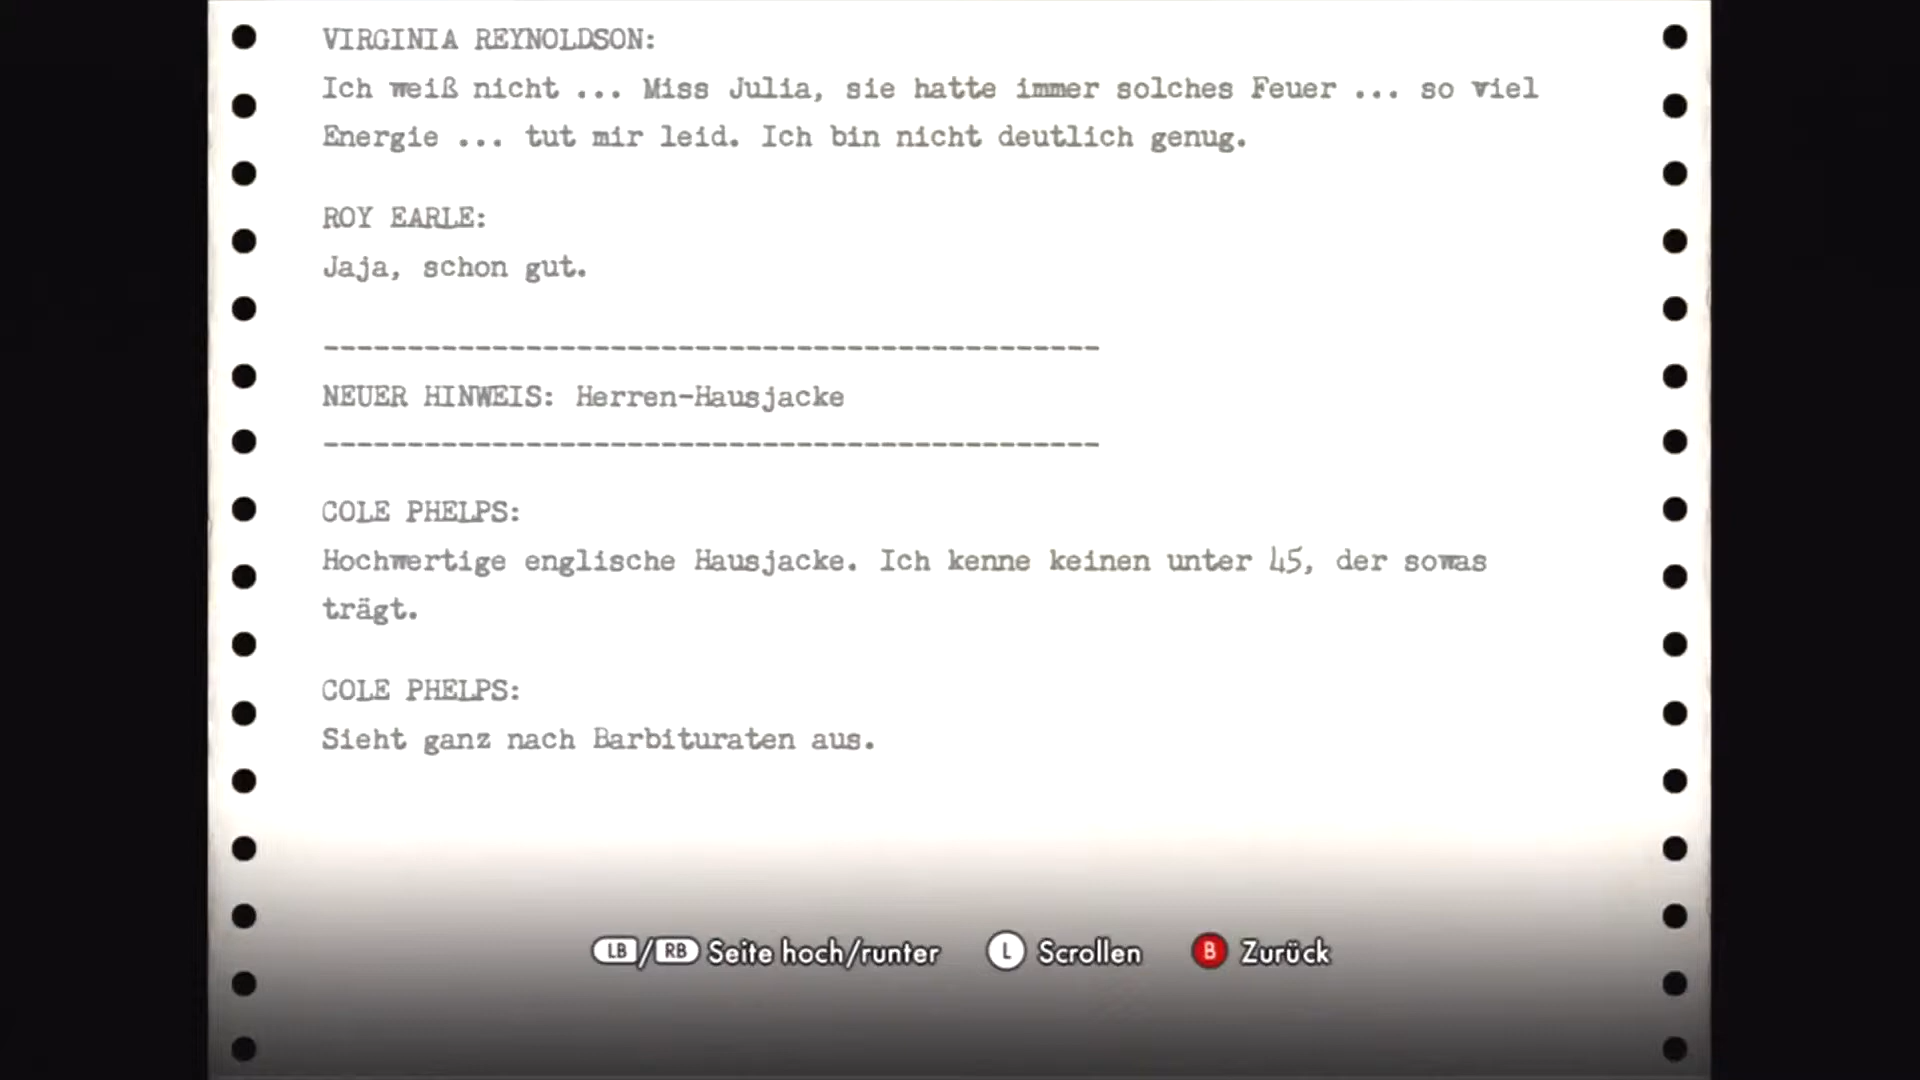 VIRGINIA REYNOLDSON:
Ich weiß nicht ... Miss Julia, sie hatte immer solches Feuer ... so viel
Energie ... tut mir leid. Ich bin nicht deutlich genug.
ROY EARLE:
Jaja, schon gut.
----------------------------------------------
NEUER HINWEIS: Herren-Hausjacke
----------------------------------------------
COLE PHELPS:
Hochwertige englische Hausjacke. Ich kenne keinen unter 45, der sowas
trägt.
COLE PHELPS:
Sieht ganz nach Barbituraten aus.
LB/RB Seite hoch/runter L Scrollen B Zurück